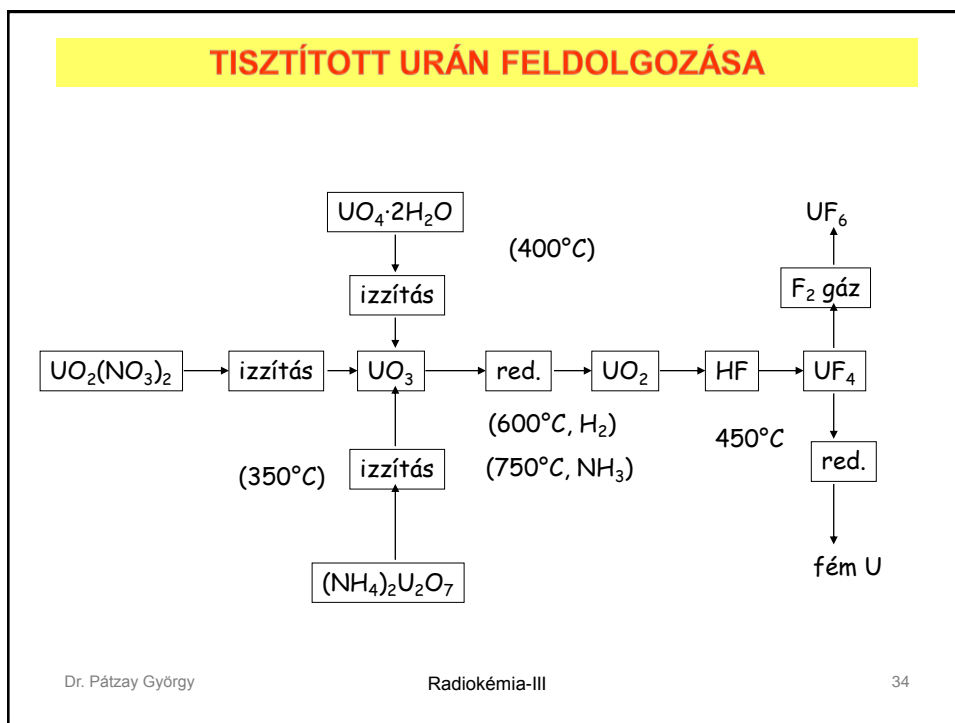 TISZTÍTOTT URÁN FELDOLGOZÁSA
UO₄·2H₂O
UF₆
(400°C)
izzítás
F₂ gáz
UO₂(NO₃)₂
izzítás
UO₃
red.
UO₂
HF
UF₄
(600°C, H₂)
450°C
(350°C)
izzítás
(750°C, NH₃)
red.
(NH₄)₂U₂O₇
fém U
Dr. Pátzay György
Radiokémia-III
34